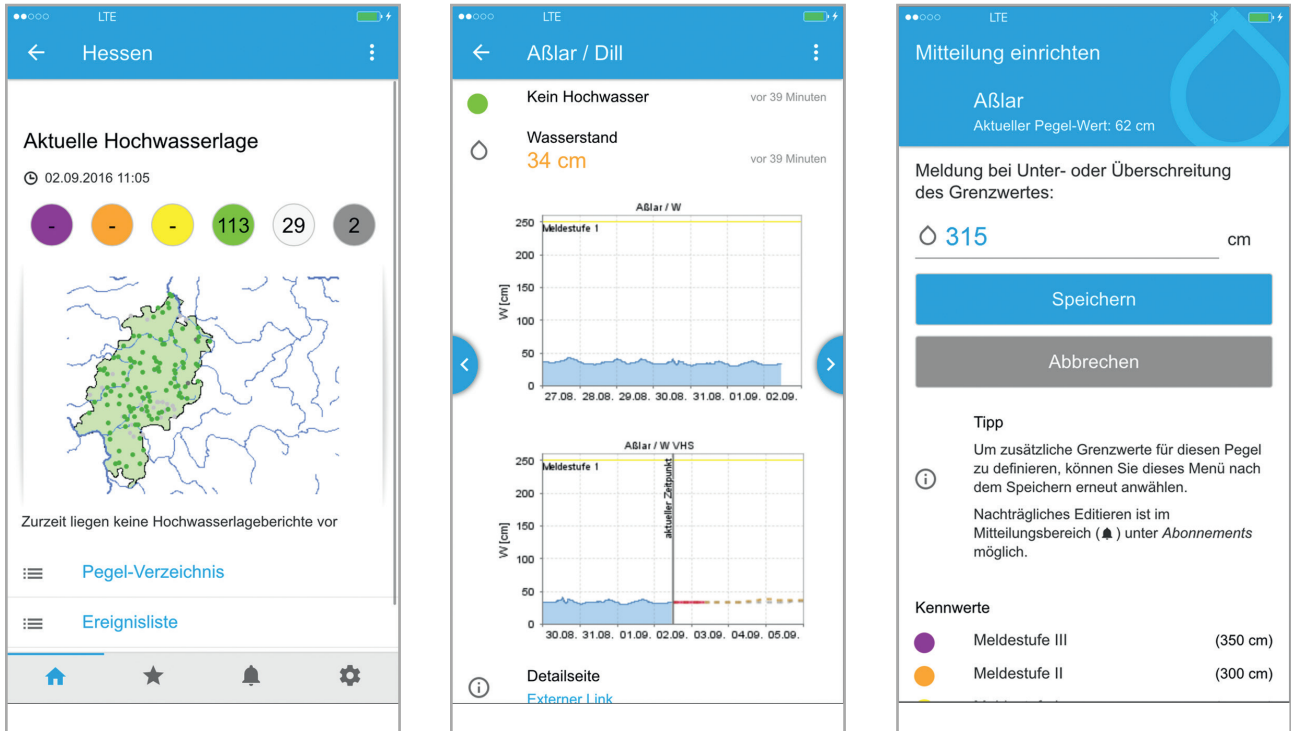 LTE
Hessen
Aktuelle Hochwasserlage
02.09.2016 11:05
- - - 113 29 2
Zurzeit liegen keine Hochwasserlageberichte vor
Pegel-Verzeichnis
Ereignisliste
LTE
Aßlar / Dill
Kein Hochwasser vor 39 Minuten
Wasserstand
34 cm vor 39 Minuten
Aßlar / W
Meldestufe 1
W [cm]
250
200
150
100
50
0
27.08. 28.08. 29.08. 30.08. 31.08. 01.09. 02.09.
Aßlar / W VHS
Meldestufe 1
aktueller Zeitpunkt
W [cm]
250
200
150
100
50
0
30.08. 31.08. 01.09. 02.09. 03.09. 04.09. 05.09.
Detailseite
Externer Link
LTE
Mitteilung einrichten
Aßlar
Aktueller Pegel-Wert: 62 cm
Meldung bei Unter- oder Überschreitung
des Grenzwertes:
315 cm
Speichern
Abbrechen
Tipp
Um zusätzliche Grenzwerte für diesen Pegel
zu definieren, können Sie dieses Menü nach
dem Speichern erneut anwählen.
Nachträgliches Editieren ist im
Mitteilungsbereich ( ) unter Abonnements
möglich.
Kennwerte
Meldestufe III (350 cm)
Meldestufe II (300 cm)